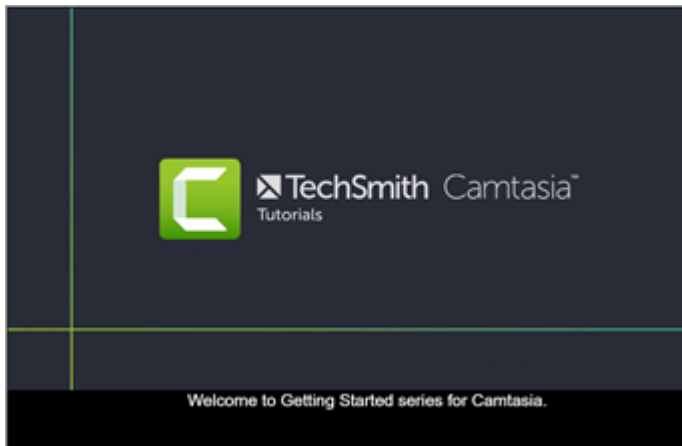 TechSmith Camtasia™
Tutorials
Welcome to Getting Started series for Camtasia.